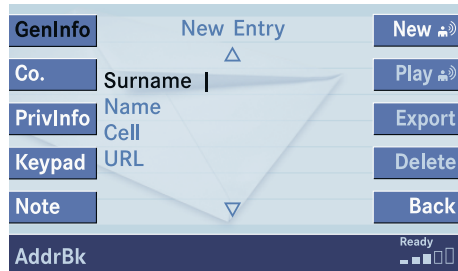 New Entry
GenInfo
Co.
PrivInfo
Keypad
Note
Surname
Name
Cell
URL
New
Play
Export
Delete
Back
AddrBk
Ready